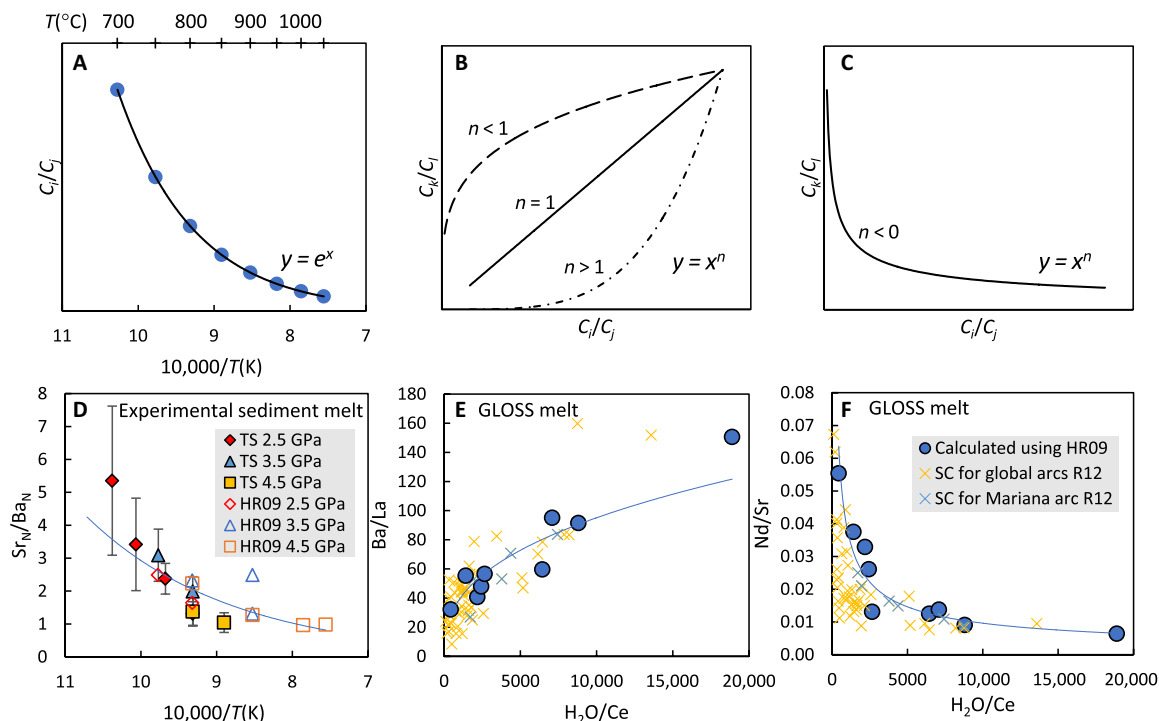 T(°C)
700 800 900 1000
A
C_i/C_j
y = e^x
11 10 9 8 7
10,000/T(K)
B
C_k/C_l
n < 1
n = 1
n > 1
y = x^n
C_i/C_j
C
C_k/C_l
n < 0
y = x^n
C_i/C_j
D Experimental sediment melt
Sr_N/Ba_N
8
7
6
5
4
3
2
1
0
TS 2.5 GPa
TS 3.5 GPa
TS 4.5 GPa
HR09 2.5 GPa
HR09 3.5 GPa
HR09 4.5 GPa
11 10 9 8 7
10,000/T(K)
E GLOSS melt
Ba/La
180
160
140
120
100
80
60
40
20
0
0 5000 10,000 15,000 20,000
H₂O/Ce
F GLOSS melt
Nd/Sr
0.08
0.07
0.06
0.05
0.04
0.03
0.02
0.01
0.00
Calculated using HR09
SC for global arcs R12
SC for Mariana arc R12
0 5000 10,000 15,000 20,000
H₂O/Ce